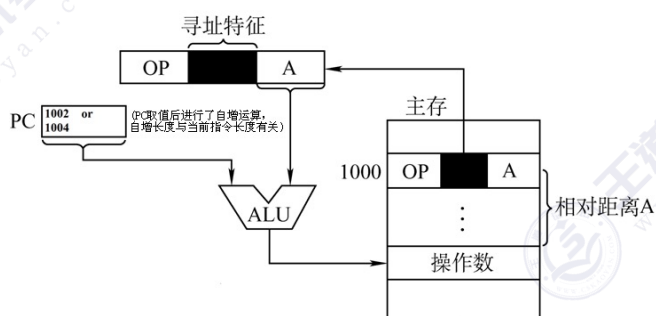 寻址特征
OP A
PC 1002 or
1004
(PC取值后进行了自增运算,
自增长度与当前指令长度有关)
主存
1000 OP A
ALU
⋮
相对距离A
操作数